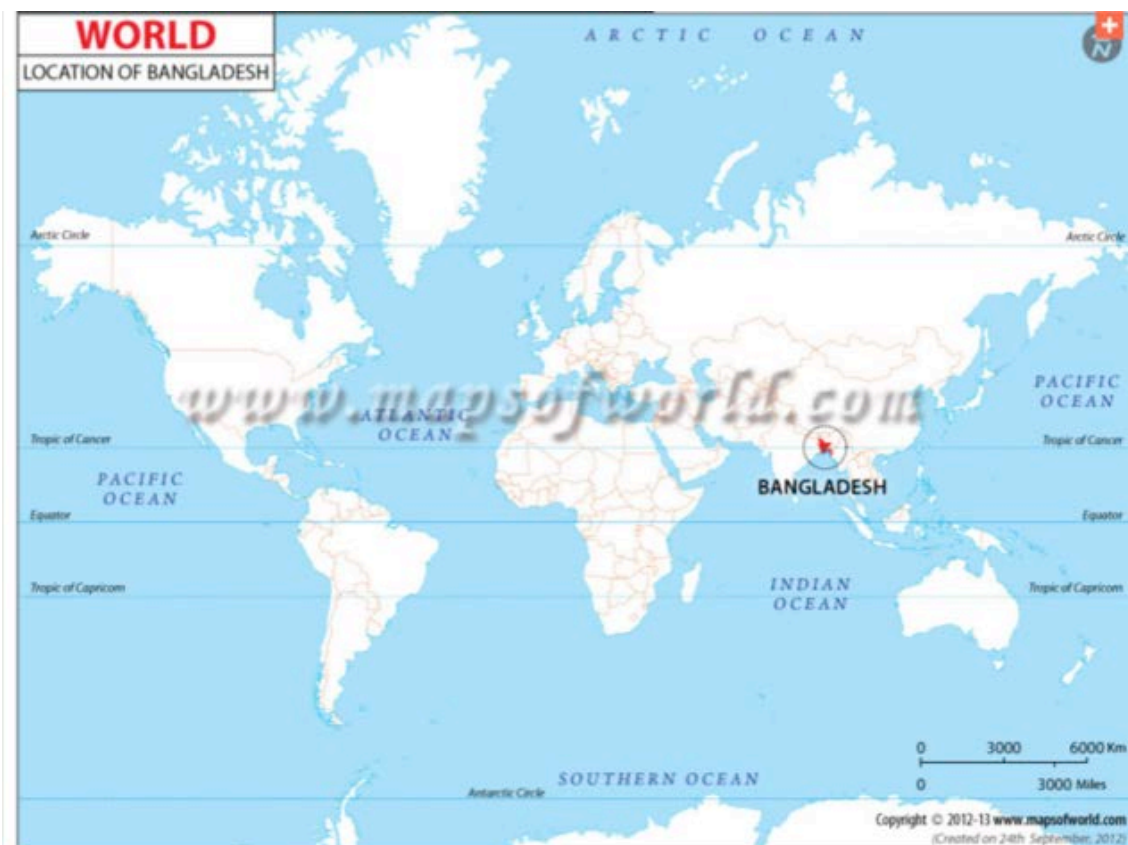 WORLD
LOCATION OF BANGLADESH
ARCTIC OCEAN
N
Arctic Circle
Arctic Circle
www.mapsofworld.com
PACIFIC
OCEAN
ATLANTIC
OCEAN
Tropic of Cancer
Tropic of Cancer
PACIFIC
OCEAN
BANGLADESH
Equator
Equator
Tropic of Capricorn
INDIAN
OCEAN
Tropic of Capricorn
0 3000 6000 Km
0 3000 Miles
SOUTHERN OCEAN
Antarctic Circle
Copyright © 2012-13 www.mapsofworld.com
(Created on 24th September, 2012)